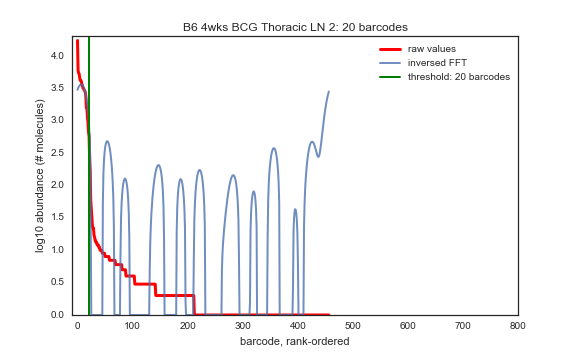 B6 4wks BCG Thoracic LN 2: 20 barcodes
raw values
inversed FFT
threshold: 20 barcodes
log10 abundance (# molecules)
4.0
3.5
3.0
2.5
2.0
1.5
1.0
0.5
0.0
0 100 200 300 400 500 600 700 800
barcode, rank-ordered